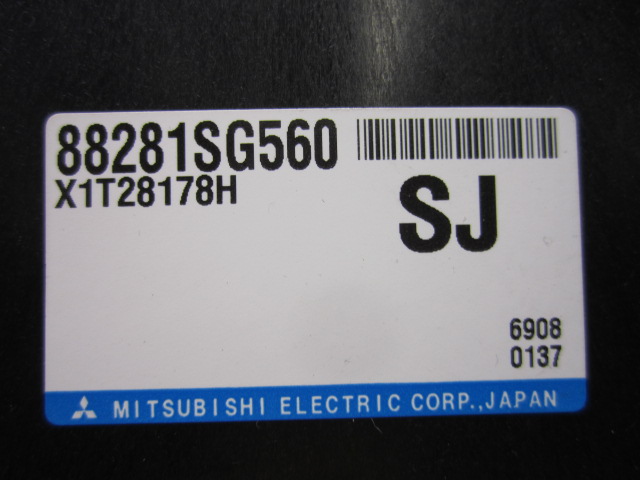 88281SG560
X1T28178H
SJ
6908
0137
MITSUBISHI ELECTRIC CORP.,JAPAN